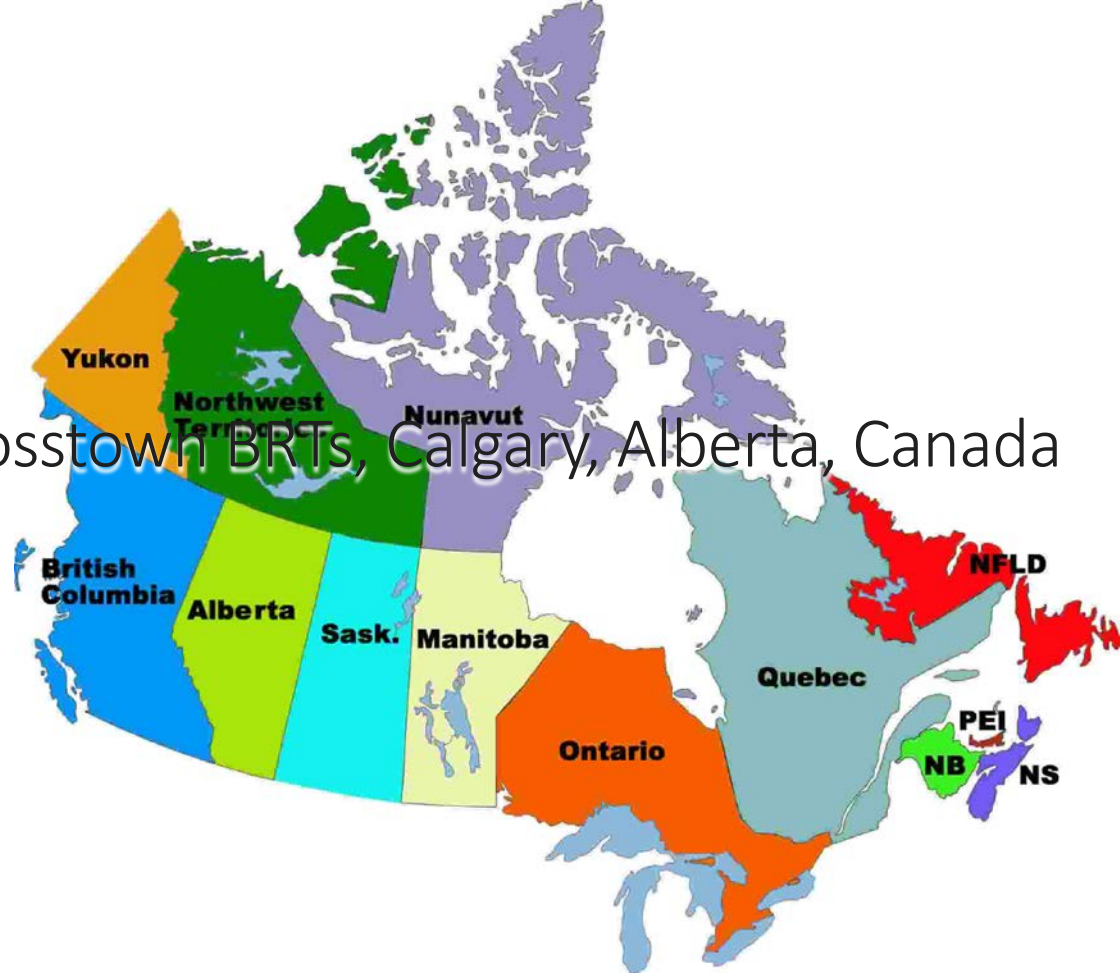 Yukon
Northwest
Territories
Nunavut
osstown BRTs, Calgary, Alberta, Canada
British
Columbia
Alberta
Sask.
Manitoba
NFLD
Quebec
PEI
Ontario
NB
NS